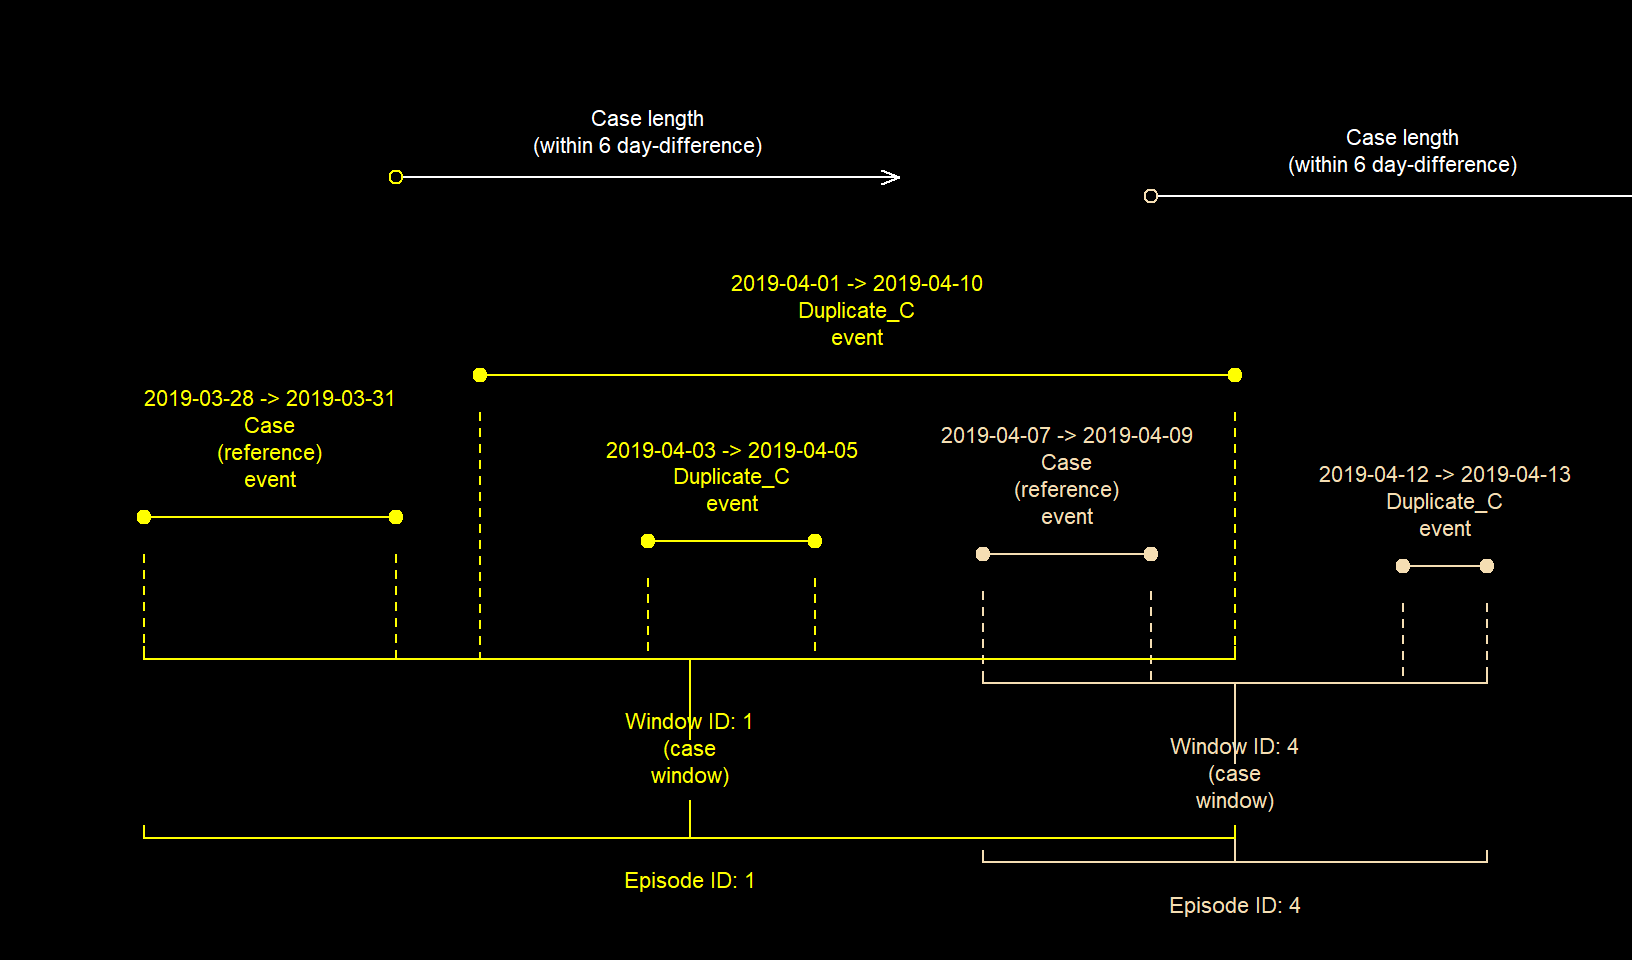 Case length
(within 6 day-difference)
Case length
(within 6 day-difference)
2019-04-01 -> 2019-04-10
Duplicate_C
event
2019-03-28 -> 2019-03-31
Case
(reference)
event
2019-04-03 -> 2019-04-05
Duplicate_C
event
2019-04-07 -> 2019-04-09
Case
(reference)
event
2019-04-12 -> 2019-04-13
Duplicate_C
event
Window ID: 1
(case
window)
Window ID: 4
(case
window)
Episode ID: 1
Episode ID: 4